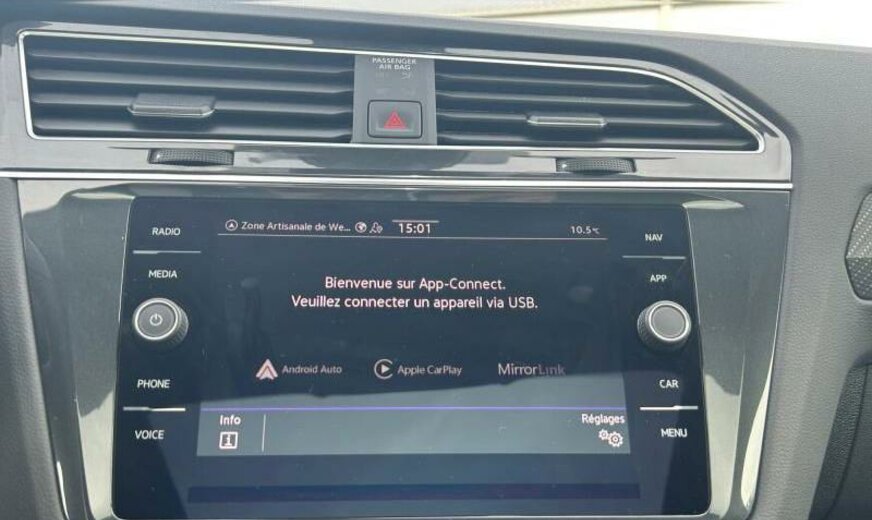 PASSENGER
AIR BAG
RADIO
MEDIA
PHONE
VOICE
Zone Artisanale de We... 15:01 10.5°C
Bienvenue sur App-Connect.
Veuillez connecter un appareil via USB.
Android Auto Apple CarPlay MirrorLink
Info Réglages
NAV
APP
CAR
MENU